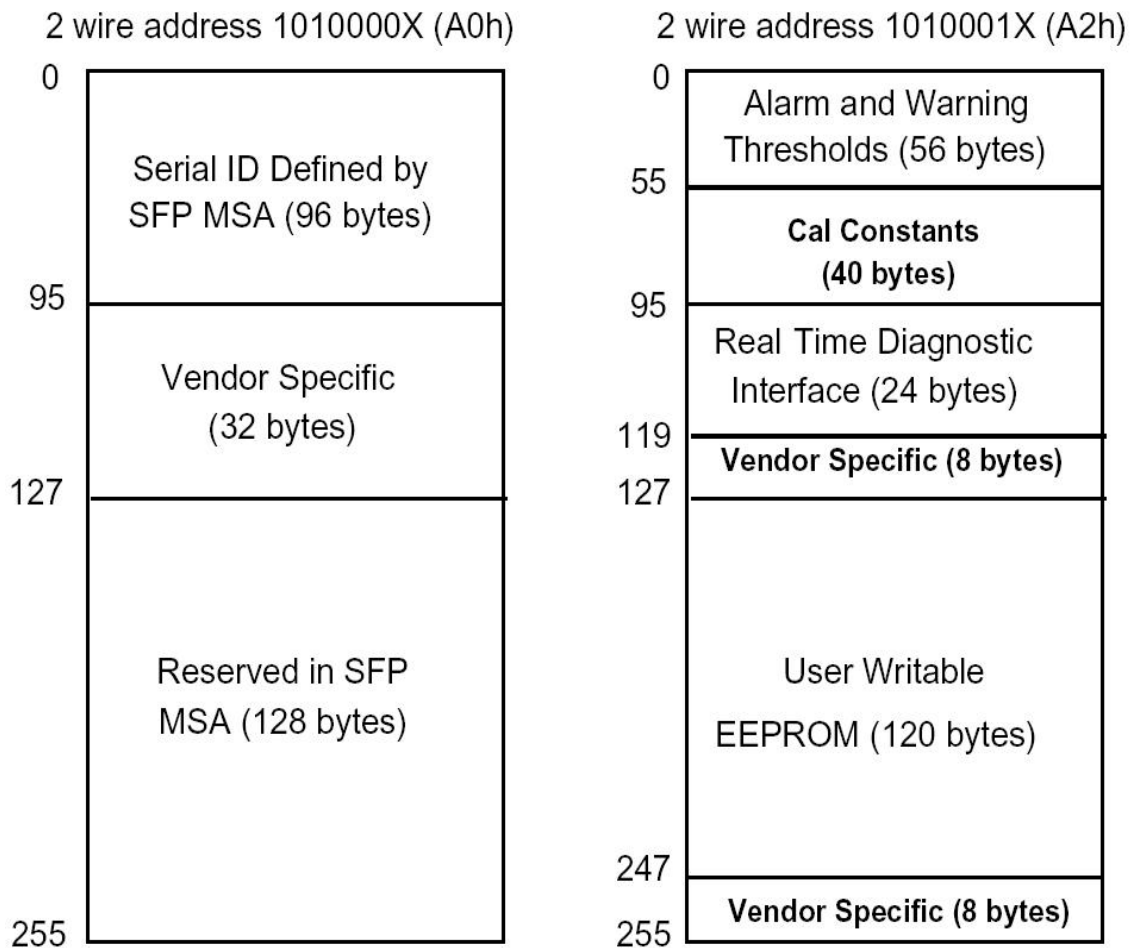 2 wire address 1010000X (A0h)
0
Serial ID Defined by
SFP MSA (96 bytes)
95
Vendor Specific
(32 bytes)
127
Reserved in SFP
MSA (128 bytes)
255
2 wire address 1010001X (A2h)
0
Alarm and Warning
Thresholds (56 bytes)
55
Cal Constants
(40 bytes)
95
Real Time Diagnostic
Interface (24 bytes)
119
Vendor Specific (8 bytes)
127
User Writable
EEPROM (120 bytes)
247
Vendor Specific (8 bytes)
255